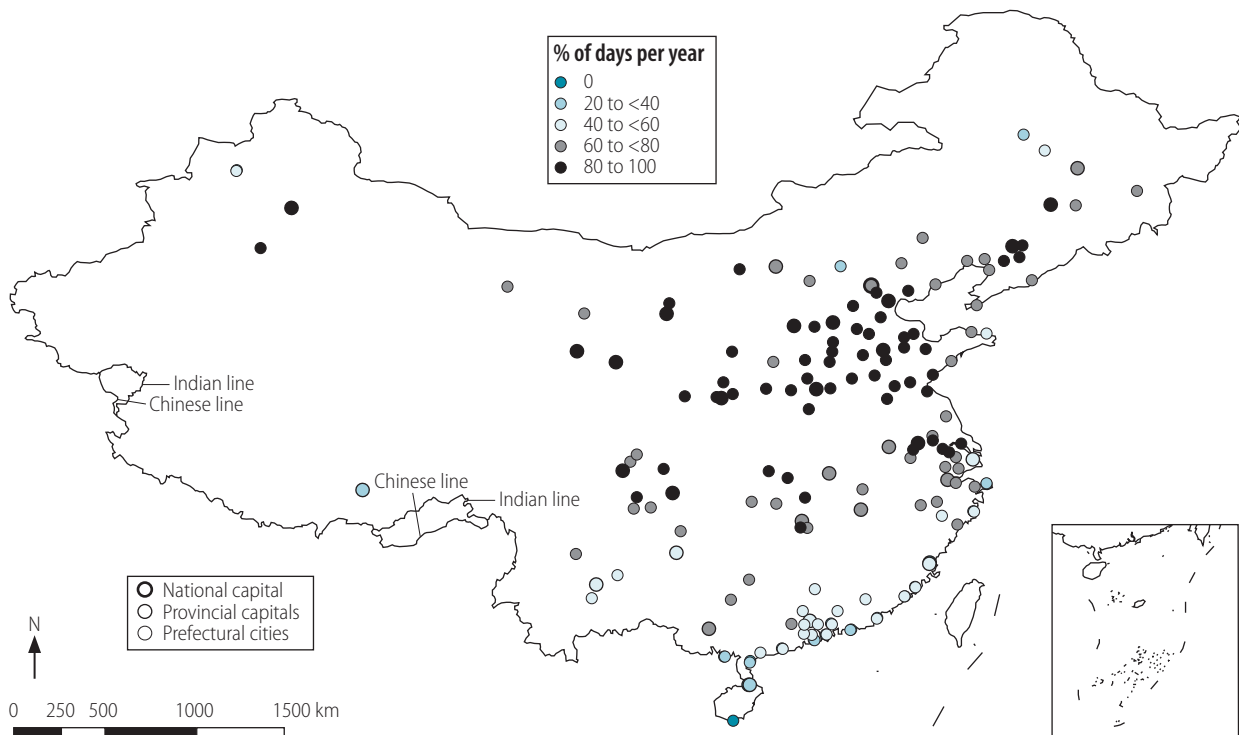 % of days per year
0
20 to <40
40 to <60
60 to <80
80 to 100
Indian line
Chinese line
Chinese line
Indian line
National capital
Provincial capitals
Prefectural cities
N
0 250 500 1000 1500 km